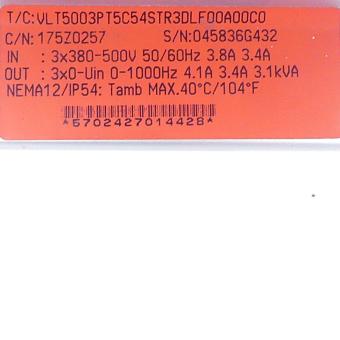 T/C:VLT5003PT5C54STR3DLF00A00C0
C/N:175Z0257 S/N:045836G432
IN : 3x380-500V 50/60Hz 3.8A 3.4A
OUT : 3x0-Uin 0-1000Hz 4.1A 3.4A 3.1kVA
NEMA12/IP54: Tamb MAX.40°C/104°F
*5702427014428*